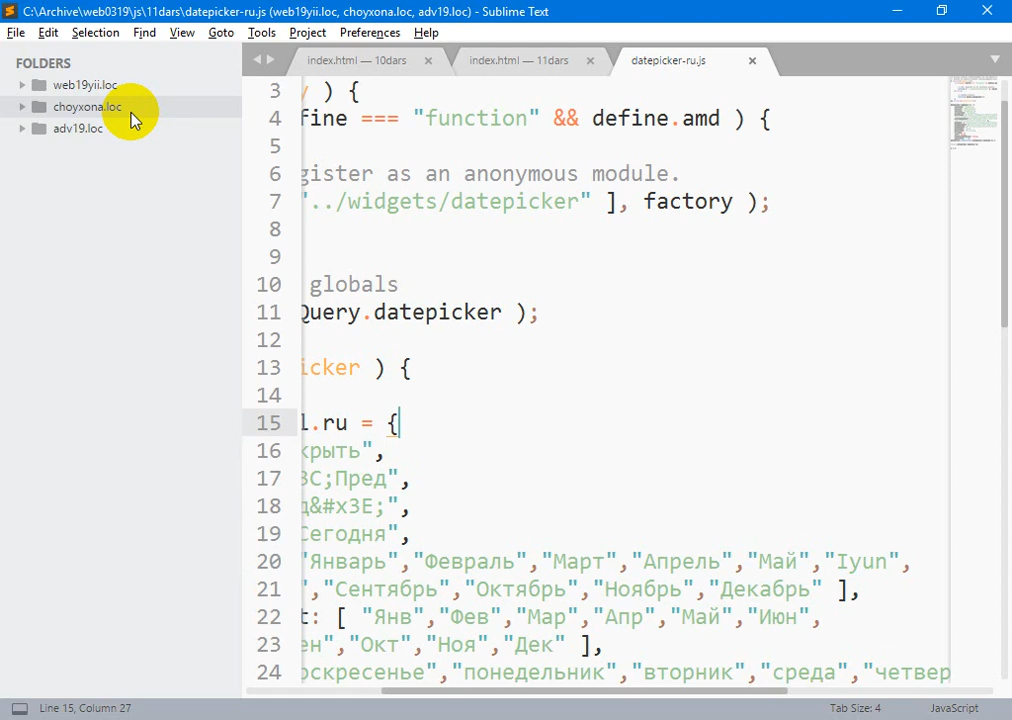 C:\Archive\web0319\js\11dars\datepicker-ru.js (web19yii.loc, choyxona.loc, adv19.loc) - Sublime Text
File Edit Selection Find View Goto Tools Project Preferences Help
FOLDERS
web19yii.loc
choyxona.loc
adv19.loc
index.html — 10dars
index.html — 11dars
datepicker-ru.js
3 y ) {
4 fine === "function" && define.amd ) {
5
6 gister as an anonymous module.
7 "../widgets/datepicker" ], factory );
8
9
10 globals
11 Query.datepicker );
12
13 icker ) {
14
15 l.ru = {
16 крыть",
17 3C;Пред",
18 д&#x3E;",
19 Сегодня",
20 "Январь","Февраль","Март","Апрель","Май","Iyun",
21 ","Сентябрь","Октябрь","Ноябрь","Декабрь" ],
22 t: [ "Янв","Фев","Мар","Апр","Май","Июн",
23 ен","Окт","Ноя","Дек" ],
24 оскресенье","понедельник","вторник","среда","четвер
Line 15, Column 27
Tab Size: 4
JavaScript